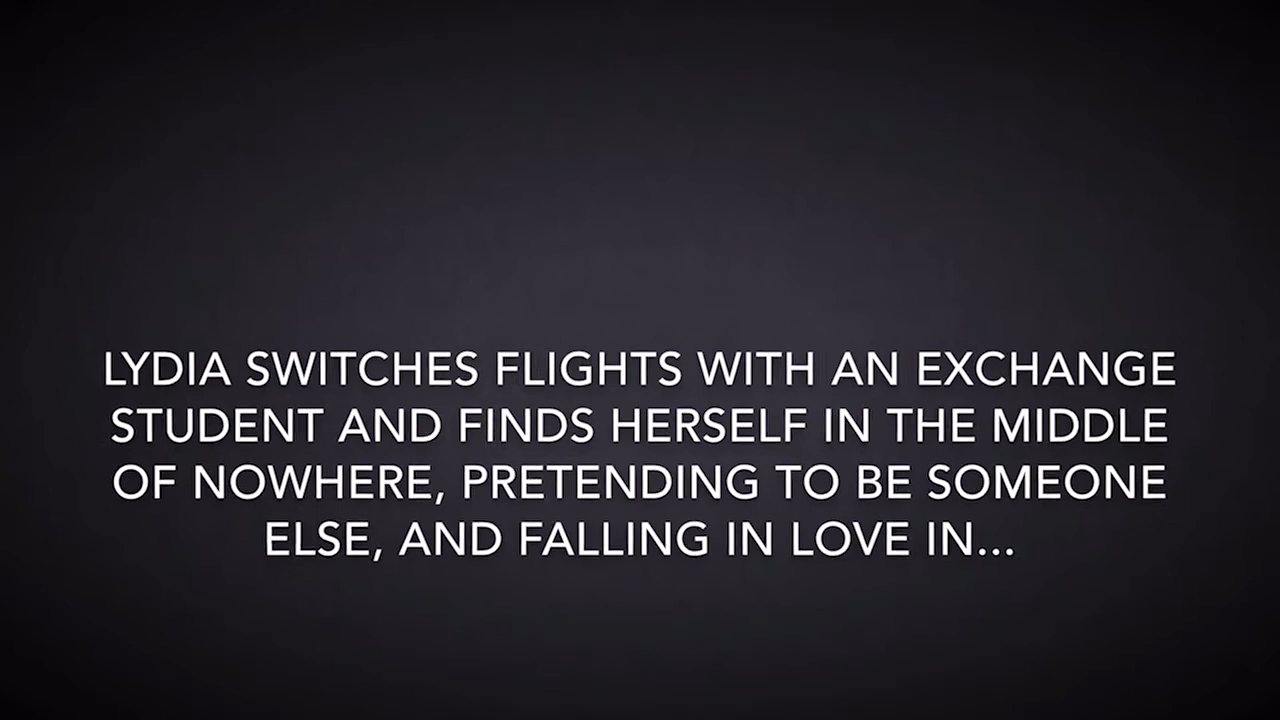 LYDIA SWITCHES FLIGHTS WITH AN EXCHANGE
STUDENT AND FINDS HERSELF IN THE MIDDLE
OF NOWHERE, PRETENDING TO BE SOMEONE
ELSE, AND FALLING IN LOVE IN...